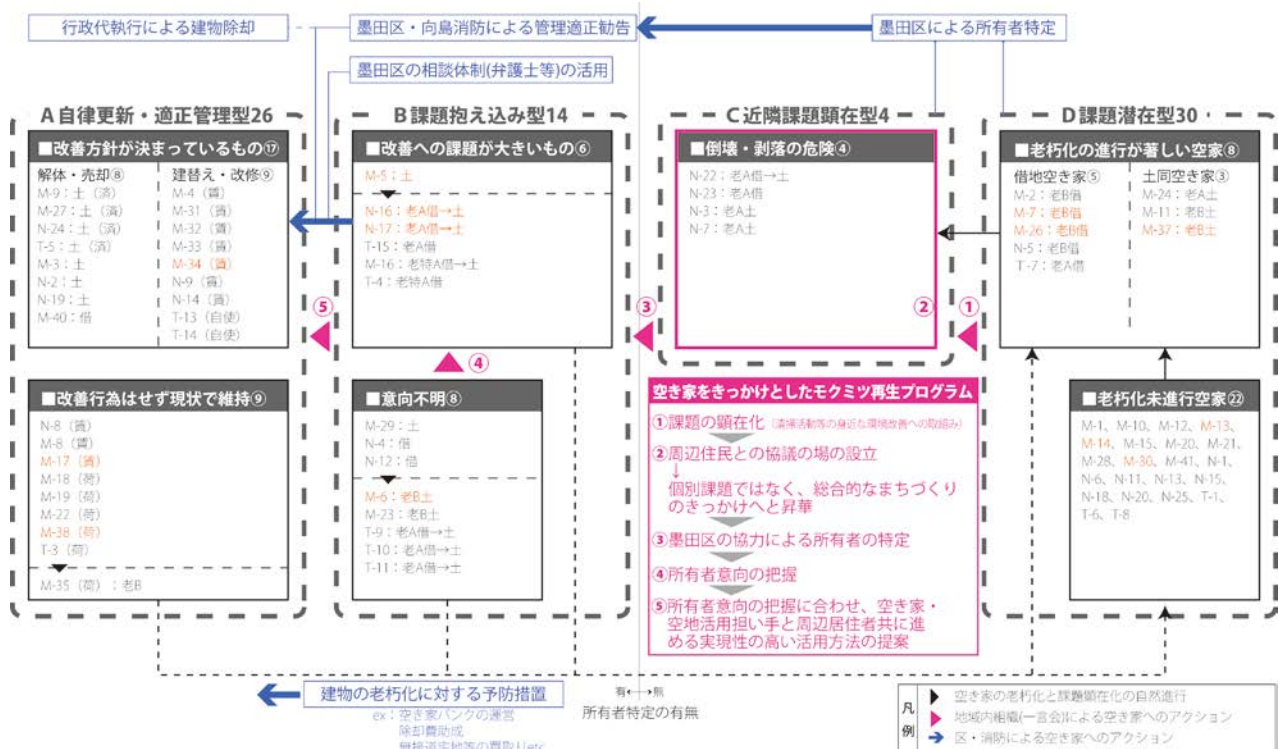 行政代執行による建物除却
墨田区・向島消防による管理適正勧告
墨田区による所有者特定
墨田区の相談体制(弁護士等)の活用
A自律更新・適正管理型26
■改善方針が決まっているもの⑰
解体・売却⑧
M-9:土(済)
M-27:土(済)
N-24:土(済)
T-5:土(済)
M-3:土
N-2:土
N-19:土
M-40:借
建替え・改修⑨
M-4(賃)
M-31(賃)
M-32(賃)
M-33(賃)
M-34(賃)
N-9(賃)
N-14(賃)
T-13(自使)
T-14(自使)
■改善行為はせず現状で維持⑨
N-8(賃)
M-8(賃)
M-17(賃)
M-18(荷)
M-19(荷)
M-22(荷)
M-38(荷)
T-3(荷)
M-35(荷):老B
⑤
B課題抱え込み型14
■改善への課題が大きいもの⑥
M-5:土
N-16:老A借→土
N-17:老A借→土
T-15:老A借
M-16:老特A借→土
T-4:老特A借
④
■意向不明⑧
M-29:土
N-4:借
N-12:借
M-6:老B土
M-23:老B土
T-9:老A借→土
T-10:老A借→土
T-11:老A借→土
③
C近隣課題顕在型4
■倒壊・剥落の危険④
N-22:老A借→土
N-23:老A借
N-3:老A土
N-7:老A土
②
①
空き家をきっかけとしたモクミツ再生プログラム
①課題の顕在化(清掃活動等の身近な環境改善への取組み)
②周辺住民との協議の場の設立
↓
個別課題ではなく、総合的なまちづくり
のきっかけへと昇華
③墨田区の協力による所有者の特定
④所有者意向の把握
⑤所有者意向の把握に合わせ、空き家・
空地活用担い手と周辺居住者共に進
める実現性の高い活用方法の提案
D課題潜在型30
■老朽化の進行が著しい空家⑧
借地空き家⑤
M-2:老B借
M-7:老B借
M-26:老B借
N-5:老B借
T-7:老A借
土同空き家③
M-24:老A土
M-11:老B土
M-37:老B土
■老朽化未進行空家㉒
M-1、M-10、M-12、M-13、
M-14、M-15、M-20、M-21、
M-28、M-30、M-41、N-1、
N-6、N-11、N-13、N-15、
N-18、N-20、N-25、T-1、
T-6、T-8
建物の老朽化に対する予防措置
ex:空き家バンクの運営
除却費助成
無接道宅地等の買取りetc
有←→無
所有者特定の有無
凡例
空き家の老朽化と課題顕在化の自然進行
地域内組織(一言会)による空き家へのアクション
区・消防による空き家へのアクション